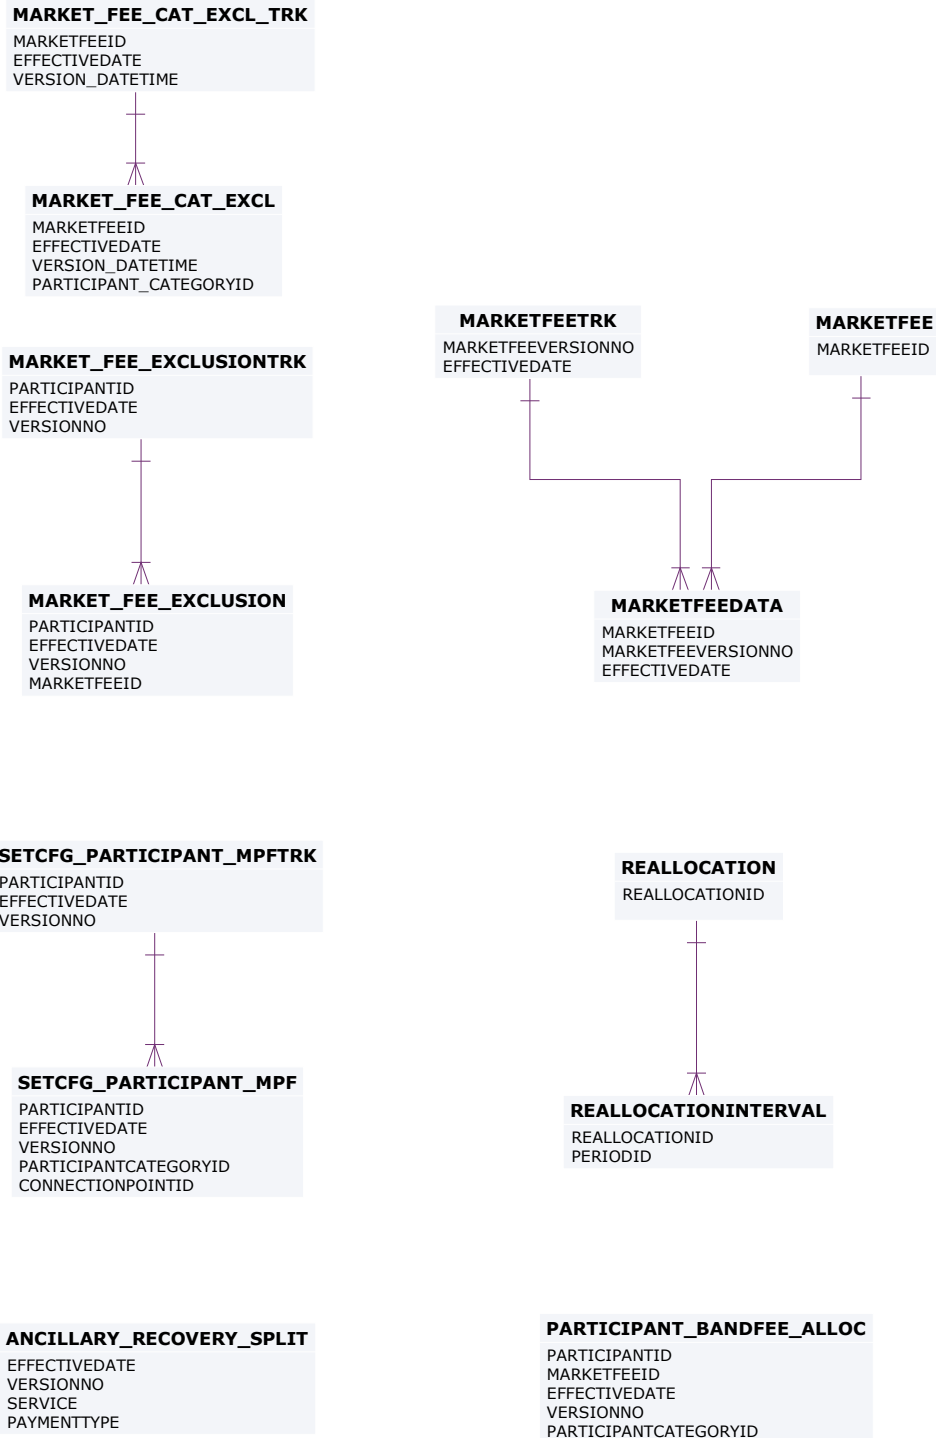 MARKET_FEE_CAT_EXCL_TRK
MARKETFEEID
EFFECTIVEDATE
VERSION_DATETIME
MARKET_FEE_CAT_EXCL
MARKETFEEID
EFFECTIVEDATE
VERSION_DATETIME
PARTICIPANT_CATEGORYID
MARKETFEETRK
MARKETFEEVERSIONNO
EFFECTIVEDATE
MARKETFEE
MARKETFEEID
MARKET_FEE_EXCLUSIONTRK
PARTICIPANTID
EFFECTIVEDATE
VERSIONNO
MARKET_FEE_EXCLUSION
PARTICIPANTID
EFFECTIVEDATE
VERSIONNO
MARKETFEEID
MARKETFEEDATA
MARKETFEEID
MARKETFEEVERSIONNO
EFFECTIVEDATE
SETCFG_PARTICIPANT_MPFTRK
PARTICIPANTID
EFFECTIVEDATE
VERSIONNO
SETCFG_PARTICIPANT_MPF
PARTICIPANTID
EFFECTIVEDATE
VERSIONNO
PARTICIPANTCATEGORYID
CONNECTIONPOINTID
REALLOCATION
REALLOCATIONID
REALLOCATIONINTERVAL
REALLOCATIONID
PERIODID
ANCILLARY_RECOVERY_SPLIT
EFFECTIVEDATE
VERSIONNO
SERVICE
PAYMENTTYPE
PARTICIPANT_BANDFEE_ALLOC
PARTICIPANTID
MARKETFEEID
EFFECTIVEDATE
VERSIONNO
PARTICIPANTCATEGORYID